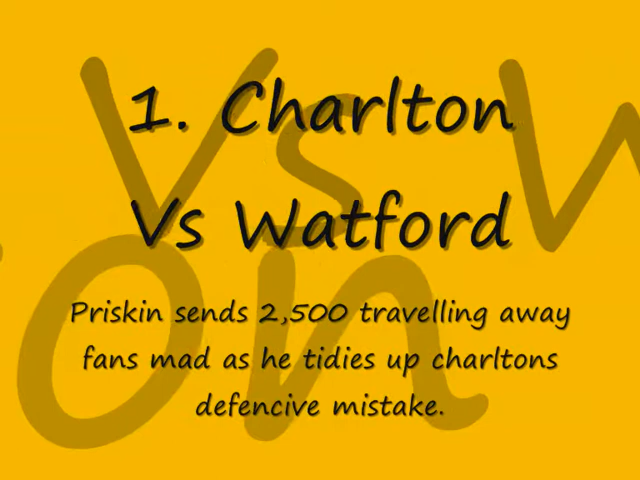 1. Charlton
Vs Watford
Priskin sends 2,500 travelling away
fans mad as he tidies up charltons
defencive mistake.